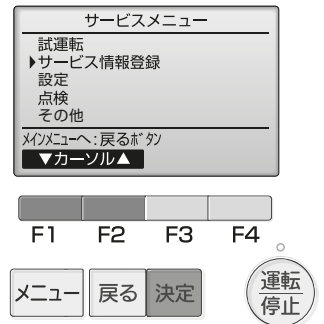 サービスメニュー
試運転
▶サービス情報登録
設定
点検
その他
ﾒｲﾝﾒﾆｭｰへ:戻るﾎﾞﾀﾝ
▼カーソル▲
F1 F2 F3 F4
メニュー 戻る 決定 運転
停止